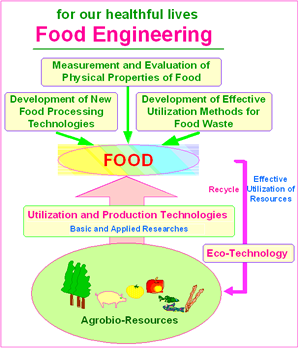 for our healthful lives
Food Engineering
Measurement and Evaluation of
Physical Properties of Food
Development of New
Food Processing
Technologies
Development of Effective
Utilization Methods for
Food Waste
FOOD
Recycle
Effective
Utilization of
Resources
Utilization and Production Technologies
Basic and Applied Researches
Eco-Technology
Agrobio-Resources